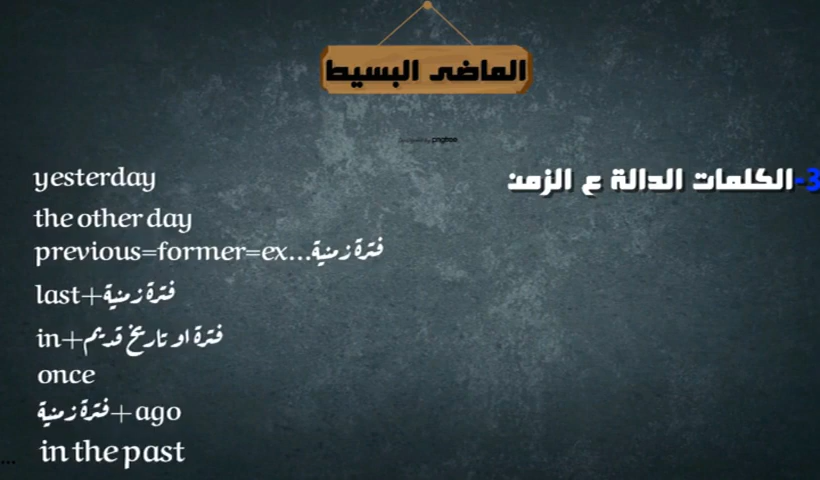 الماضى البسيط
3-الكلمات الدالة ع الزمن
yesterday
the other day
previous=former=ex...فترة زمنية
last+فترة زمنية
in+فترة او تاريخ قديم
once
فترة زمنية+ago
in the past
...